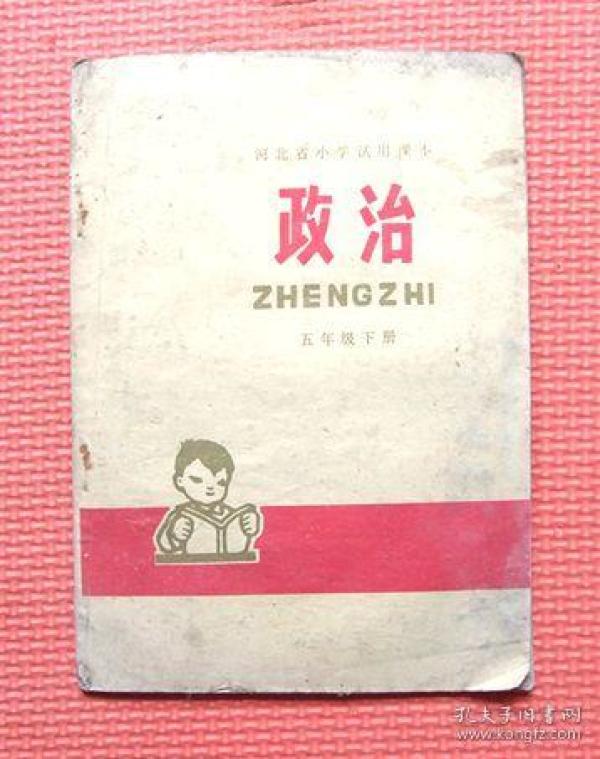 河北省小学试用课本
政治
ZHENGZHI
五年级下册
孔夫子旧书网
www.kongfz.com